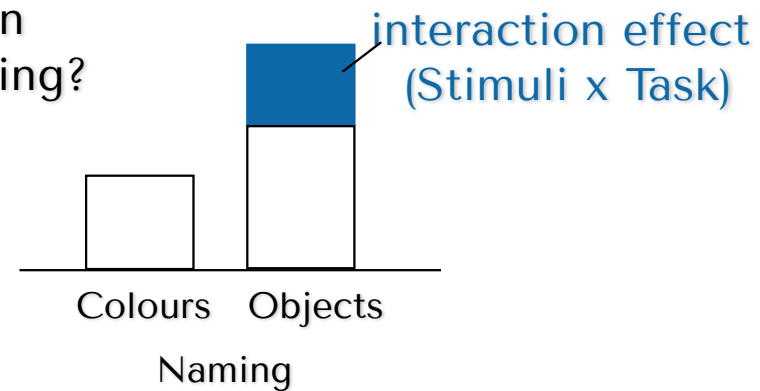 n
ing?
interaction effect
(Stimuli x Task)
Colours Objects
Naming